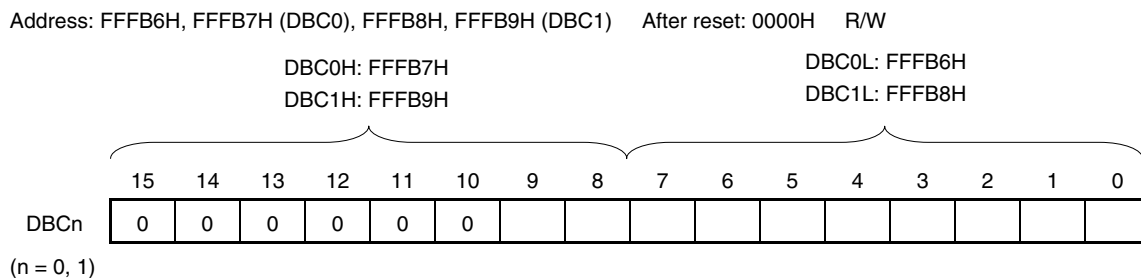 Address: FFFB6H, FFFB7H (DBC0), FFFB8H, FFFB9H (DBC1) After reset: 0000H R/W
DBC0H: FFFB7H
DBC1H: FFFB9H
DBC0L: FFFB6H
DBC1L: FFFB8H
15 14 13 12 11 10 9 8 7 6 5 4 3 2 1 0
DBCn 0 0 0 0 0 0
(n = 0, 1)